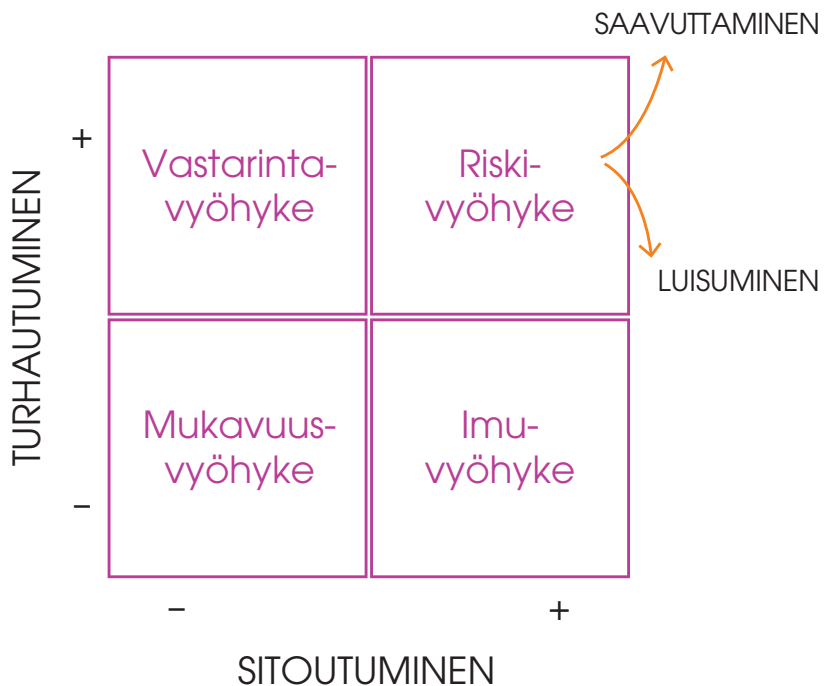 SAAVUTTAMINEN
+
Vastarinta-
vyöhyke
Riski-
vyöhyke
LUISUMINEN
TURHAUTUMINEN
Mukavuus-
vyöhyke
Imu-
vyöhyke
–
–
+
SITOUTUMINEN